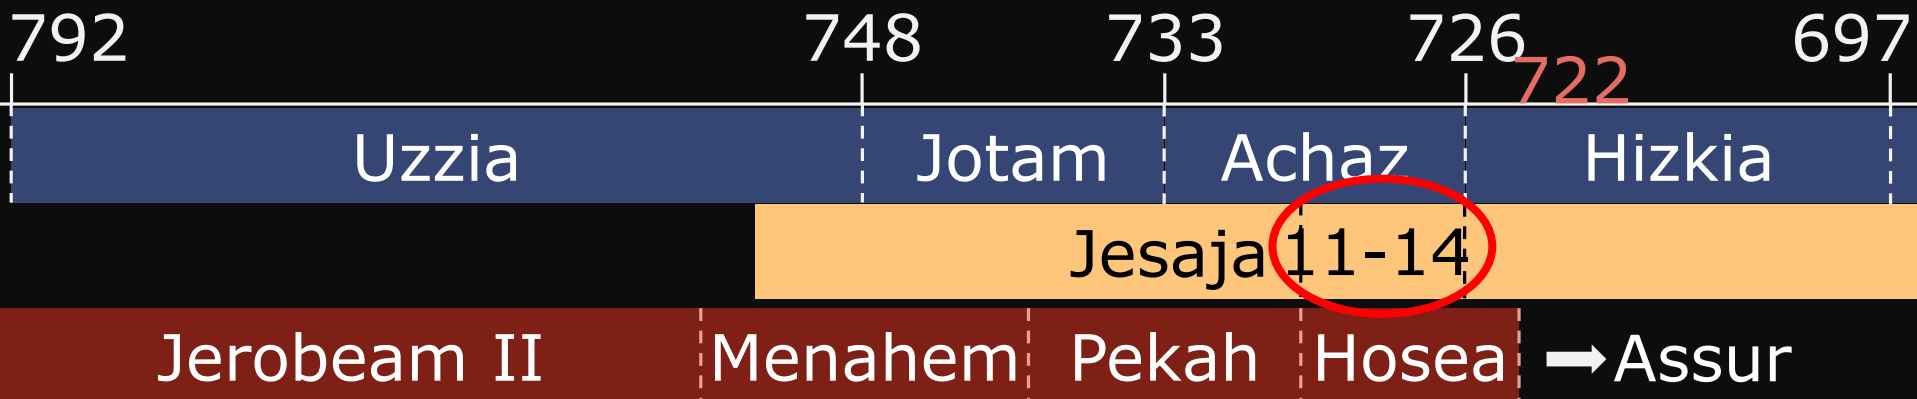 792 748 733 726 697
722
Uzzia Jotam Achaz Hizkia
Jesaja 11-14
Jerobeam II Menahem Pekah Hosea Assur